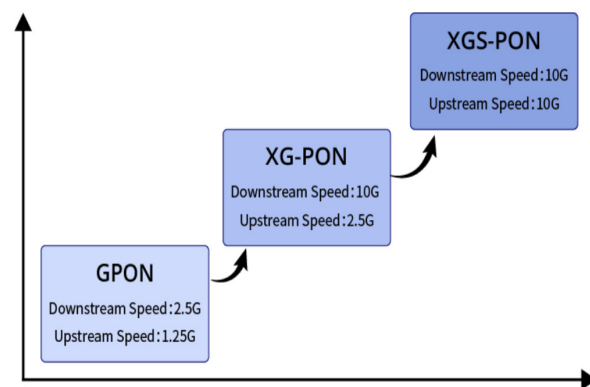 XGS-PON
Downstream Speed:10G
Upstream Speed:10G
XG-PON
Downstream Speed:10G
Upstream Speed:2.5G
GPON
Downstream Speed:2.5G
Upstream Speed:1.25G